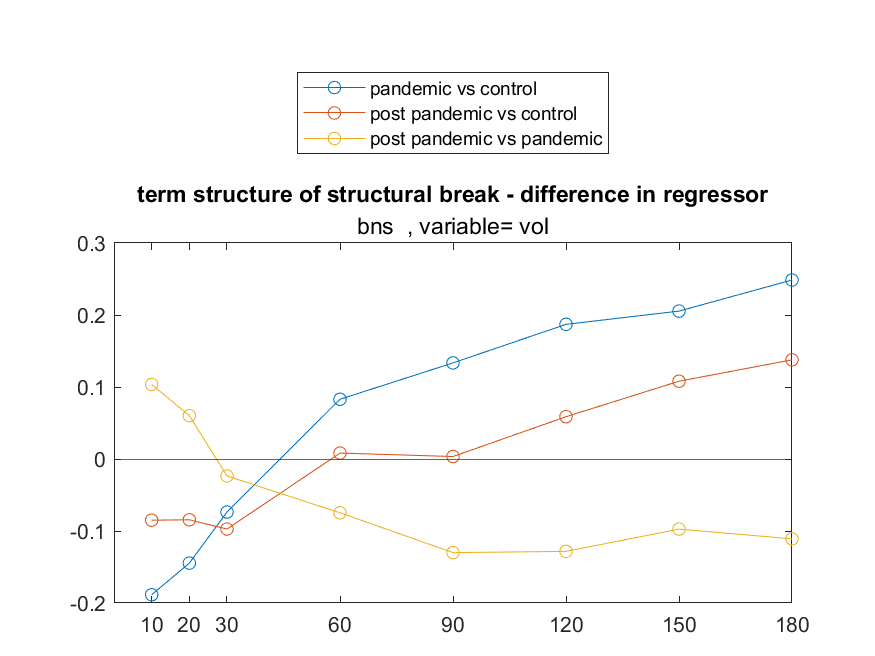 pandemic vs control
post pandemic vs control
post pandemic vs pandemic
term structure of structural break - difference in regressor
bns  , variable= vol
0.3
0.2
0.1
0
-0.1
-0.2
10 20 30 60 90 120 150 180